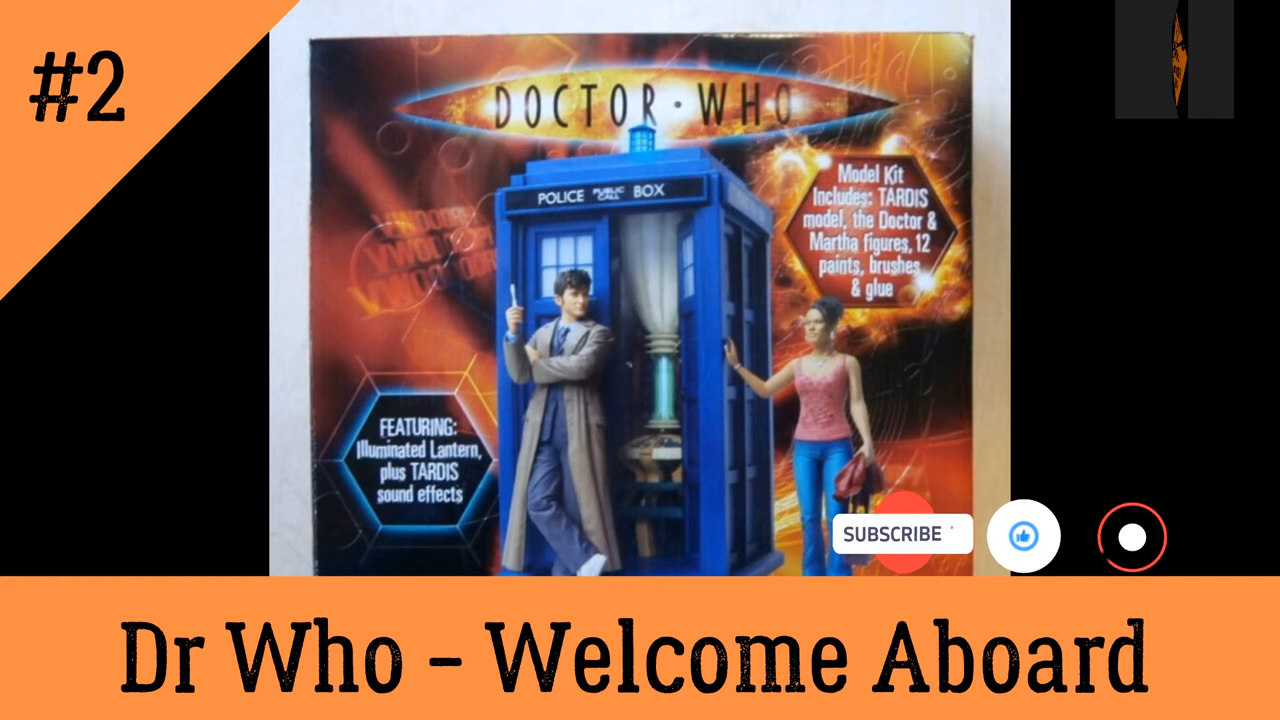 #2
DOCTOR · WHO
POLICE PUBLIC CALL BOX
Model Kit
Includes: TARDIS
model, the Doctor &
Martha figures, 12
paints, brushes
& glue
FEATURING:
Illuminated Lantern,
plus TARDIS
sound effects
SUBSCRIBE
Dr Who - Welcome Aboard